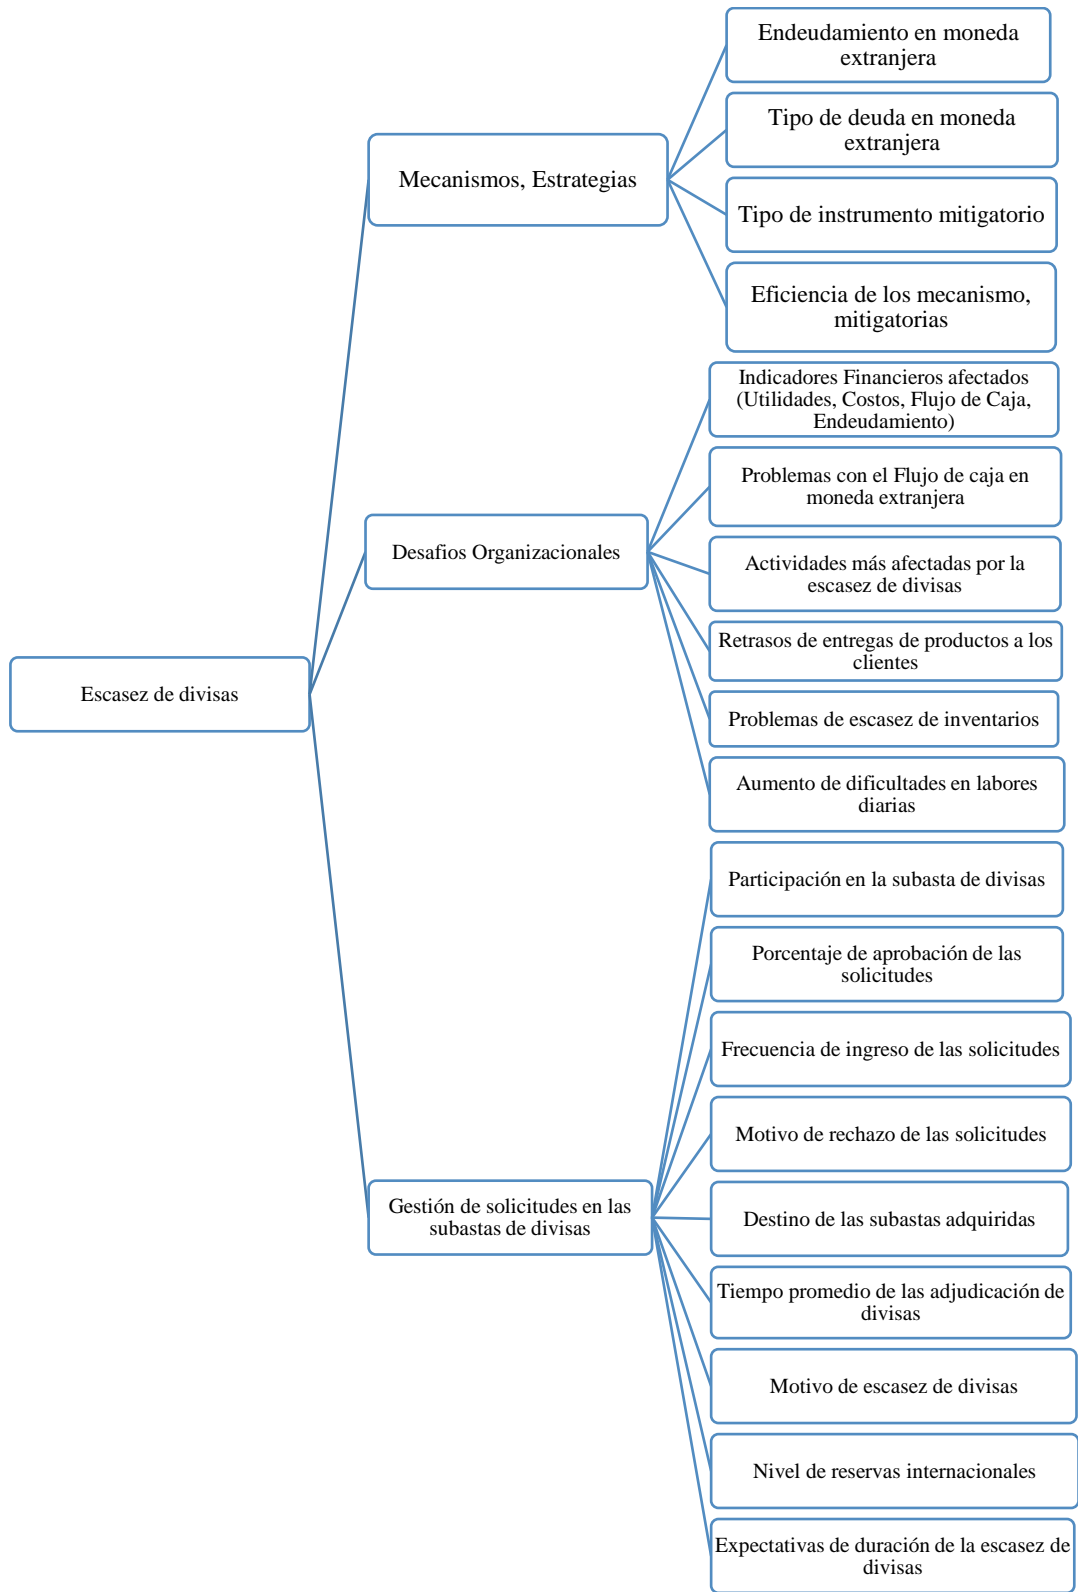 Endeudamiento en moneda
extranjera
Tipo de deuda en moneda
extranjera
Mecanismos, Estrategias
Tipo de instrumento mitigatorio
Eficiencia de los mecanismo,
mitigatorias
Indicadores Financieros afectados
(Utilidades, Costos, Flujo de Caja,
Endeudamiento)
Problemas con el Flujo de caja en
moneda extranjera
Desafios Organizacionales
Actividades más afectadas por la
escasez de divisas
Retrasos de entregas de productos a los
clientes
Escasez de divisas
Problemas de escasez de inventarios
Aumento de dificultades en labores
diarias
Participación en la subasta de divisas
Porcentaje de aprobación de las
solicitudes
Frecuencia de ingreso de las solicitudes
Motivo de rechazo de las solicitudes
Gestión de solicitudes en las
subastas de divisas
Destino de las subastas adquiridas
Tiempo promedio de las adjudicación de
divisas
Motivo de escasez de divisas
Nivel de reservas internacionales
Expectativas de duración de la escasez de
divisas